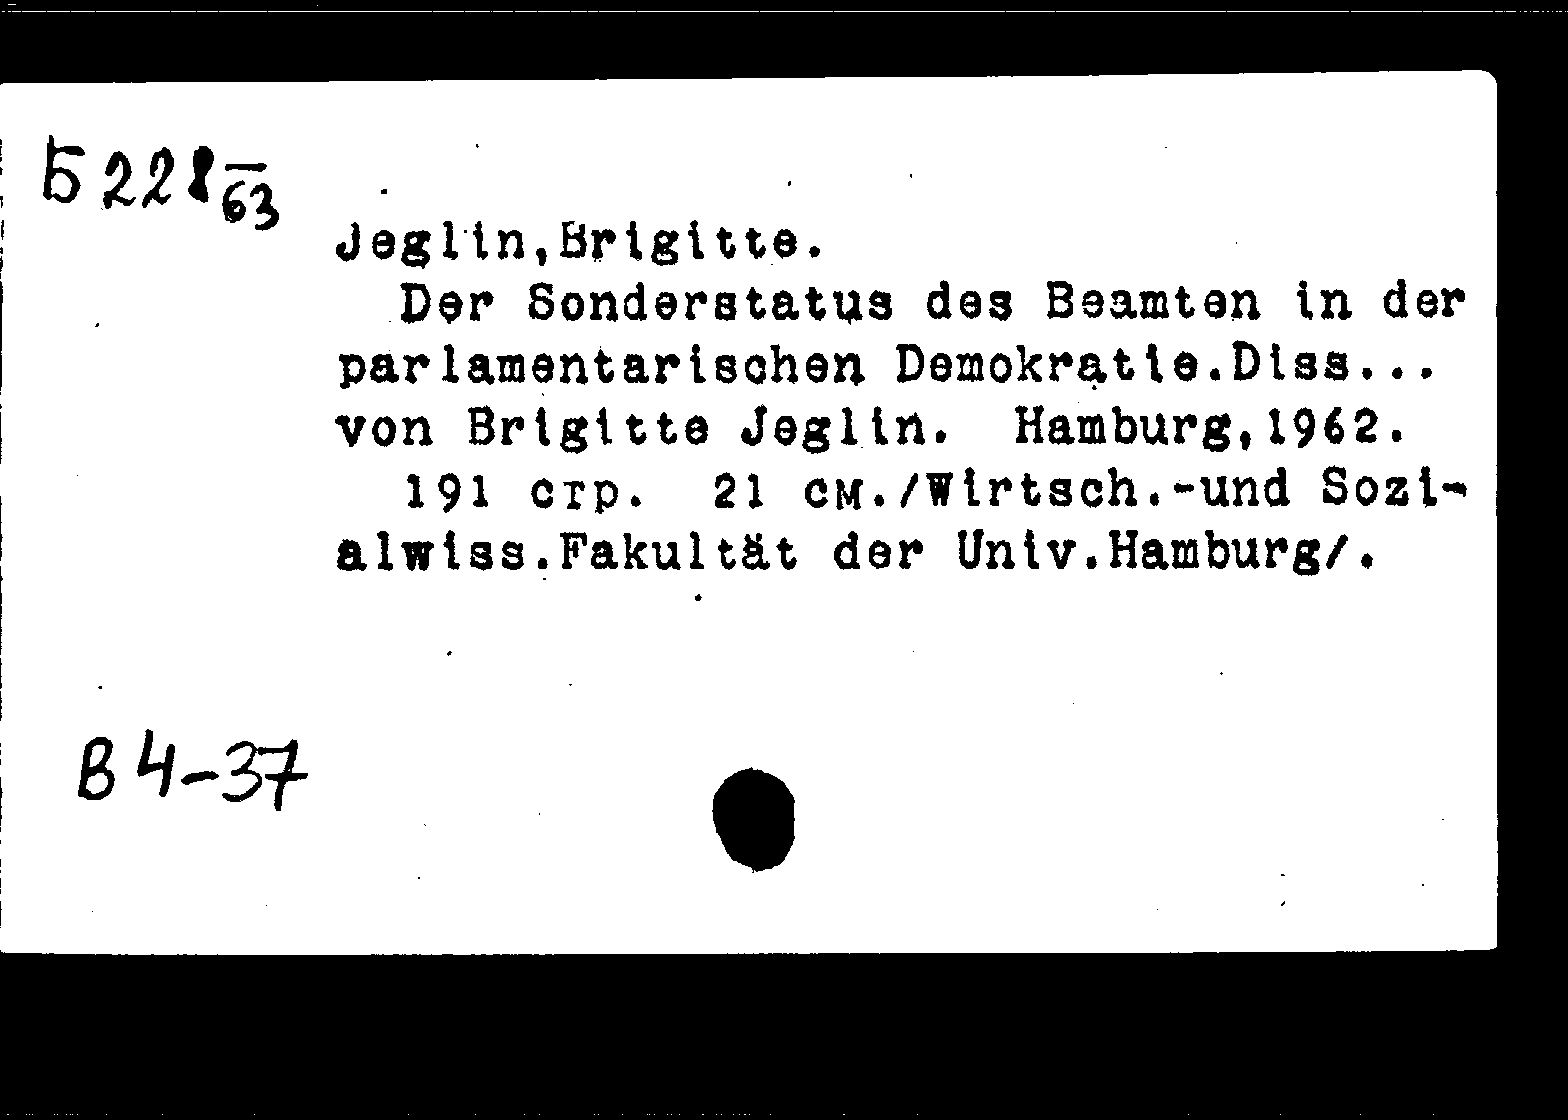 Б 228
63
Jeglin,Brigitte.
Der Sonderstatus des Beamten in der
parlamentarischen Demokratie.Diss...
von Brigitte Jeglin. Hamburg,1962.
191 стр. 21 см./Wirtsch.-und Sozi-
alwiss.Fakultät der Univ.Hamburg/.
В 4-37